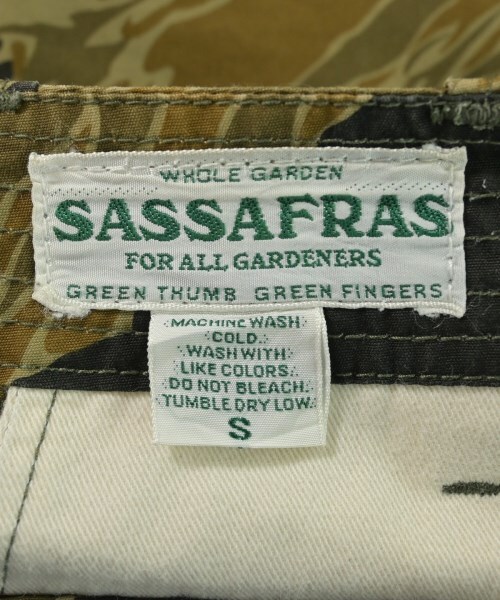 WHOLE GARDEN
SASSAFRAS
FOR ALL GARDENERS
GREEN THUMB GREEN FINGERS
MACHINE WASH
COLD.
WASH WITH
LIKE COLORS.
DO NOT BLEACH.
TUMBLE DRY LOW.
S